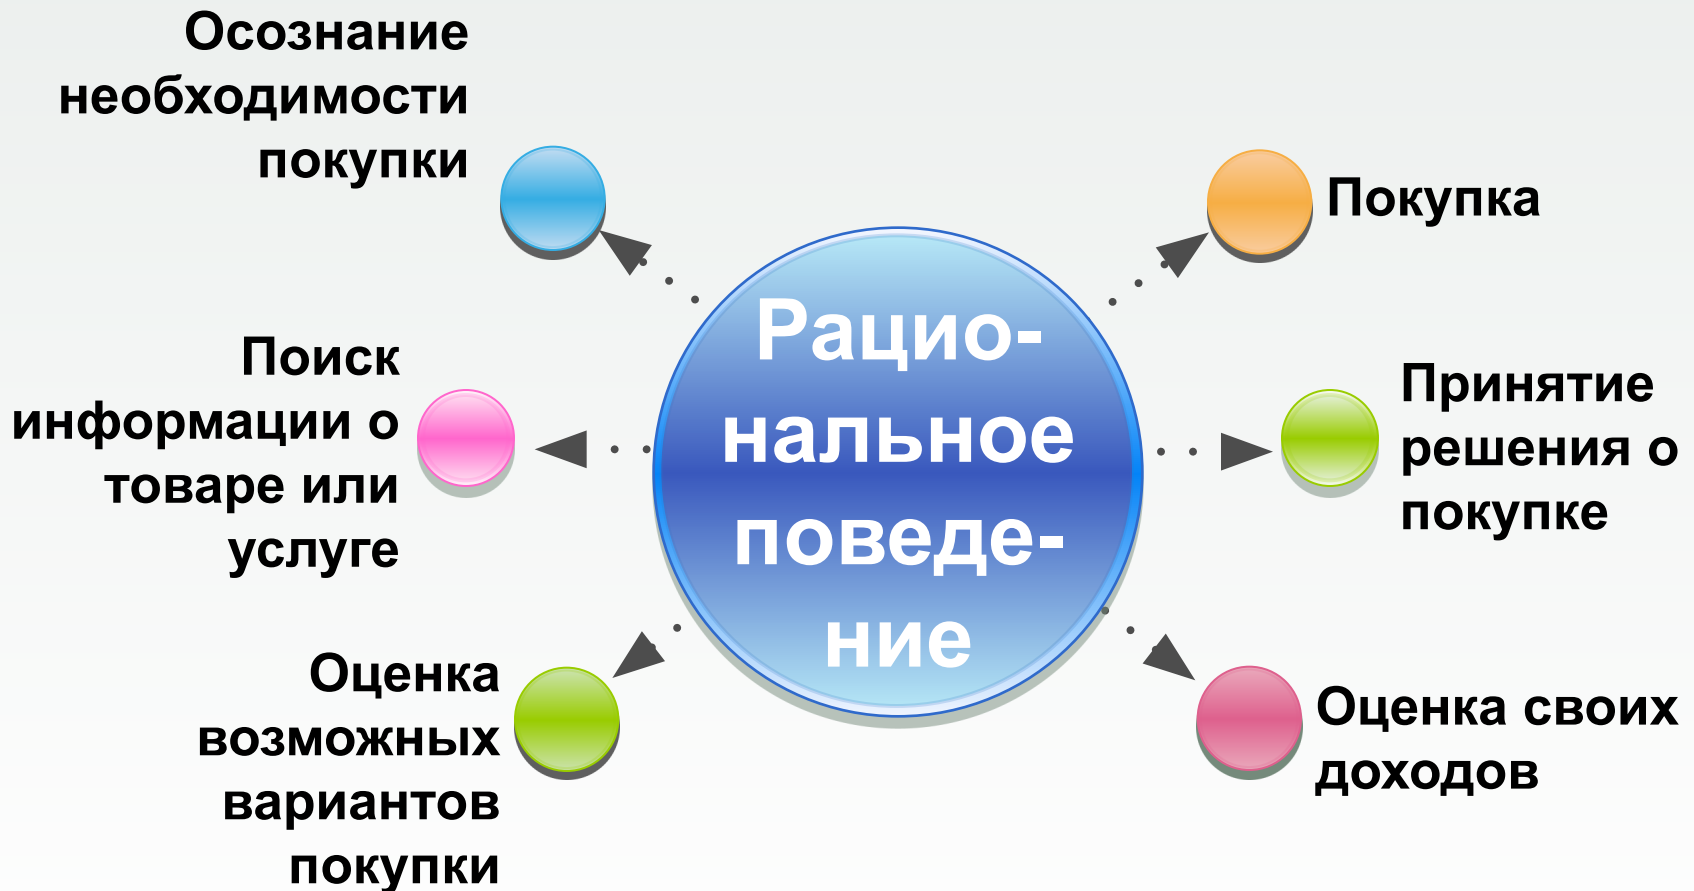 Осознание
необходимости
покупки
Поиск
информации о
товаре или
услуге
Оценка
возможных
вариантов
покупки
Рацио-
нальное
поведе-
ние
Покупка
Принятие
решения о
покупке
Оценка своих
доходов